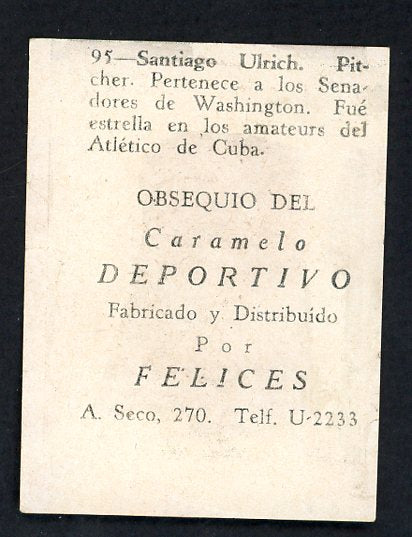 95—Santiago Ulrich. Pit-
cher. Pertenece a los Sena-
dores de Washington. Fué
estrella en los amateurs del
Atlético de Cuba.
OBSEQUIO DEL
Caramelo
DEPORTIVO
Fabricado y Distribuído
Por
FELICES
A. Seco, 270. Telf. U-2233